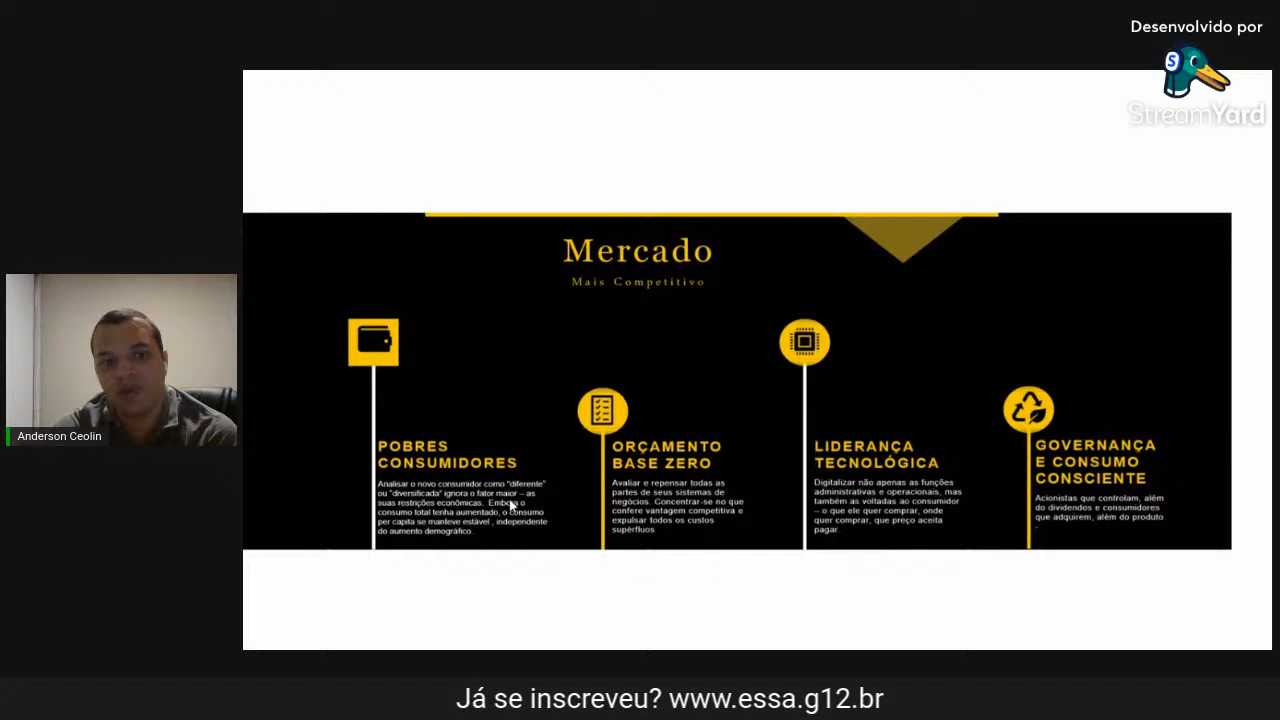 Desenvolvido por
StreamYard
Mercado
Mais Competitivo
POBRES
CONSUMIDORES
Analisar o novo consumidor como "diferente"
ou "diversificada" ignora o fator maior – as
suas restrições econômicas. Embora o
consumo total tenha aumentado, o consumo
per capita se manteve estável , independente
do aumento demográfico.
ORÇAMENTO
BASE ZERO
Avaliar e repensar todas as
partes de seus sistemas de
negócios. Concentrar-se no que
confere vantagem competitiva e
expulsar todos os custos
supérfluos
LIDERANÇA
TECNOLÓGICA
Digitalizar não apenas as funções
administrativas e operacionais, mas
também as voltadas ao consumidor
– o que ele quer comprar, onde
quer comprar, que preço aceita
pagar.
GOVERNANÇA
E CONSUMO
CONSCIENTE
Acionistas que controlam, além
do dividendos e consumidores
que adquirem, além do produto
.
Anderson Ceolin
Já se inscreveu? www.essa.g12.br